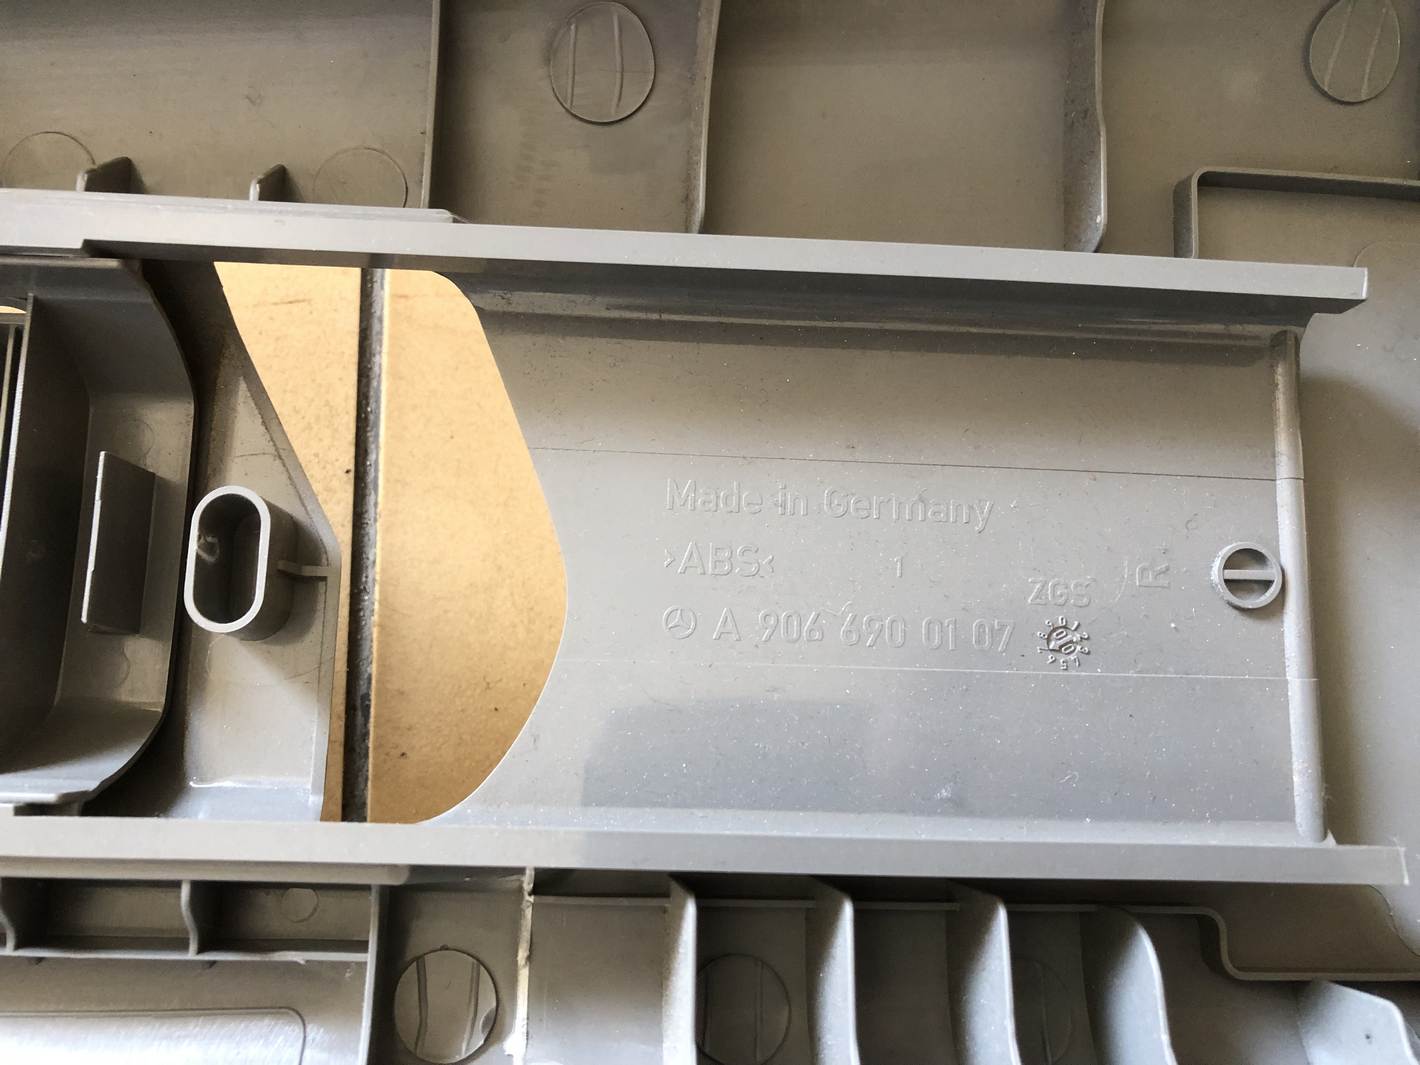 Made in Germany
>ABS< 1
ZGS
R
A 906 690 01 07